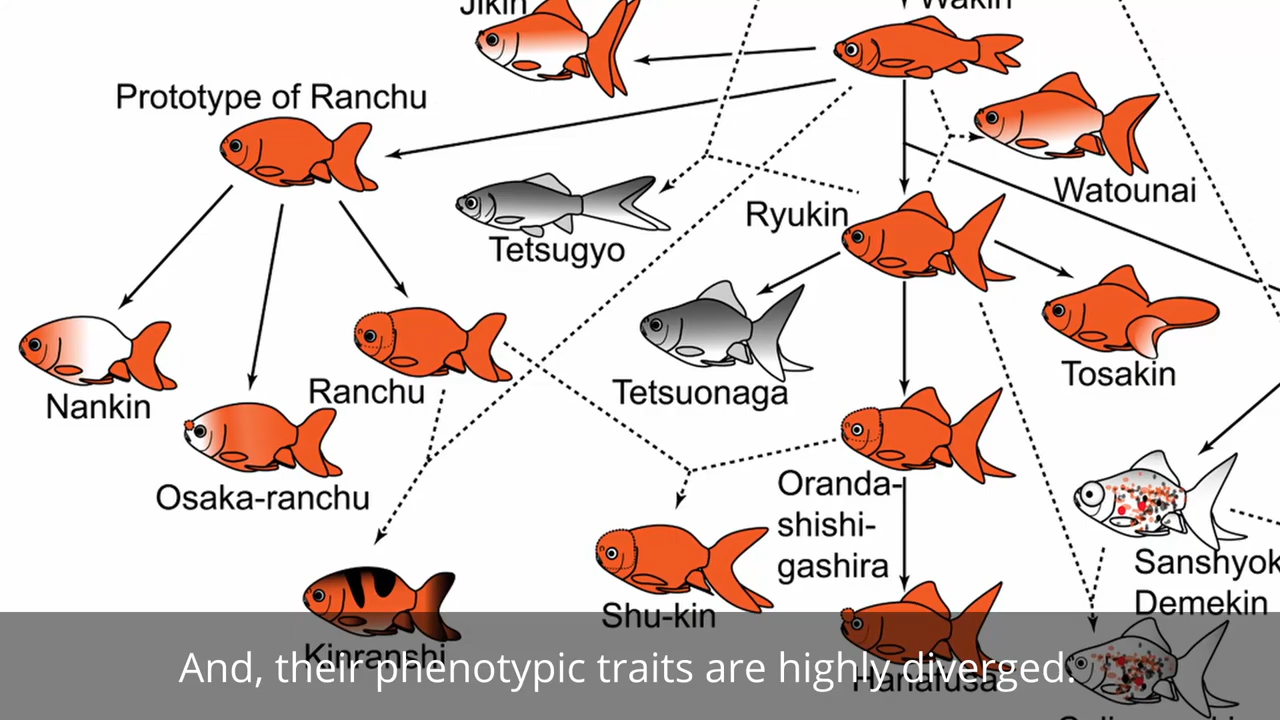 Jikin
Wakin
Prototype of Ranchu
Watounai
Ryukin
Tetsugyo
Tosakin
Tetsuonaga
Ranchu
Nankin
Oranda-
shishi-
gashira
Osaka-ranchu
Sanshyok
Demekin
Shu-kin
Kinranshi
Hanafusa
And, their phenotypic traits are highly diverged.